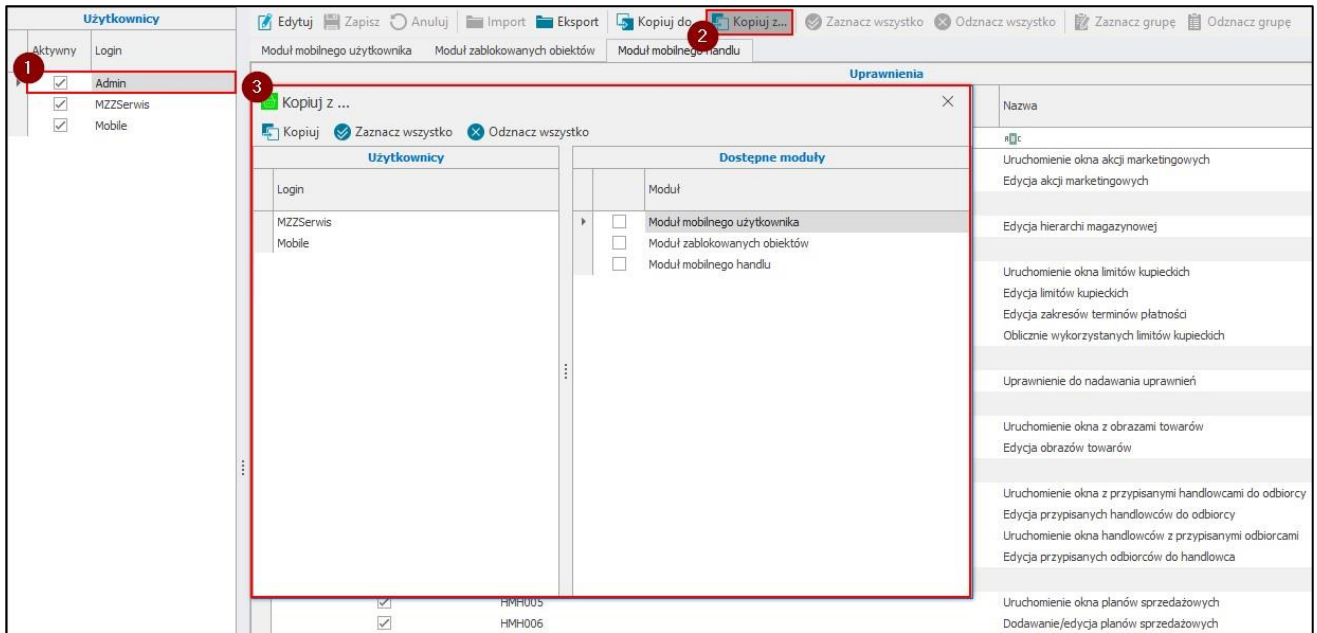 Użytkownicy
Edytuj Zapisz Anuluj Import Eksport Kopiuj do Kopiuj z... Zaznacz wszystko Odznacz wszystko Zaznacz grupę Odznacz grupę
2
Aktywny Login
Moduł mobilnego użytkownika Moduł zablokowanych obiektów Moduł mobilnego handlu
1
Uprawnienia
Admin
MZZSerwis
Mobile
3
Kopiuj z ...
Kopiuj Zaznacz wszystko Odznacz wszystko
Użytkownicy
Dostępne moduły
Login
Moduł
MZZSerwis
Mobile
Moduł mobilnego użytkownika
Moduł zablokowanych obiektów
Moduł mobilnego handlu
Nazwa
Uruchomienie okna akcji marketingowych
Edycja akcji marketingowych
Edycja hierarchi magazynowej
Uruchomienie okna limitów kupieckich
Edycja limitów kupieckich
Edycja zakresów terminów płatności
Oblicznie wykorzystanych limitów kupieckich
Uprawnienie do nadawania uprawnień
Uruchomienie okna z obrazami towarów
Edycja obrazów towarów
Uruchomienie okna z przypisanymi handlowcami do odbiorcy
Edycja przypisanych handlowców do odbiorcy
Uruchomienie okna handlowców z przypisanymi odbiorcami
Edycja przypisanych odbiorców do handlowca
HMH005 Uruchomienie okna planów sprzedażowych
HMH006 Dodawanie/edycja planów sprzedażowych